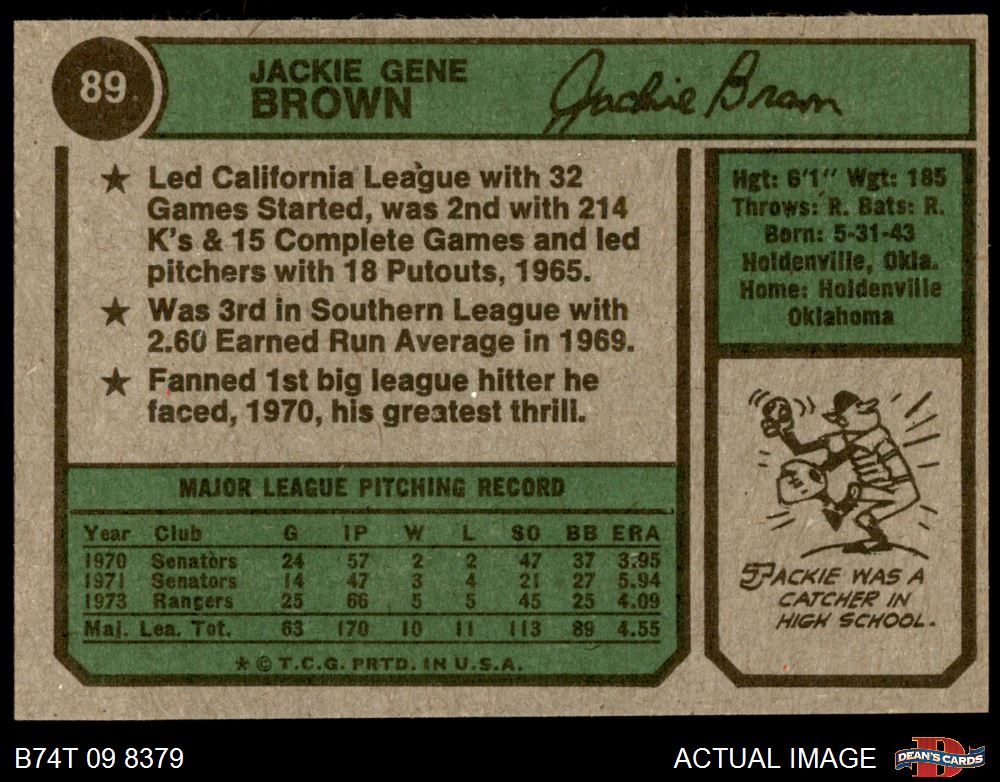 89
JACKIE GENE
BROWN
Jackie Brown
★ Led California League with 32
Games Started, was 2nd with 214
K's & 15 Complete Games and led
pitchers with 18 Putouts, 1965.
★ Was 3rd in Southern League with
2.60 Earned Run Average in 1969.
★ Fanned 1st big league hitter he
faced, 1970, his greatest thrill.
MAJOR LEAGUE PITCHING RECORD
Year Club G IP W L SO BB ERA
1970 Senators 24 57 2 2 47 37 3.95
1971 Senators 14 47 3 4 21 27 5.94
1973 Rangers 25 66 5 5 45 25 4.09
Maj. Lea. Tot. 63 170 10 11 113 89 4.55
★ © T.C.G. PRTD. IN U.S.A.
Hgt: 6'1" Wgt: 185
Throws: R. Bats: R.
Born: 5-31-43
Holdenville, Okla.
Home: Holdenville
Oklahoma
JACKIE WAS A
CATCHER IN
HIGH SCHOOL.
B74T 09 8379
ACTUAL IMAGE
D
DEAN'S CARDS